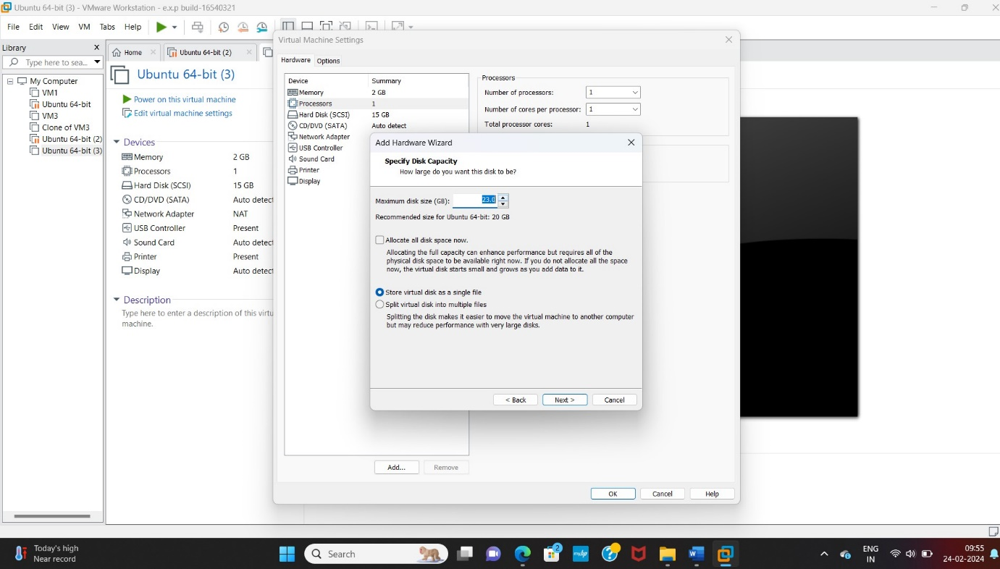 Ubuntu 64-bit (3) - VMware Workstation - e.x.p build-16540321
File Edit View VM Tabs Help
Library
Type here to sea...
My Computer
VM1
Ubuntu 64-bit
VM3
Clone of VM3
Ubuntu 64-bit (2)
Ubuntu 64-bit (3)
Home
Ubuntu 64-bit (2)
Ubuntu 64-bit (3)
Power on this virtual machine
Edit virtual machine settings
Devices
Memory 2 GB
Processors 1
Hard Disk (SCSI) 15 GB
CD/DVD (SATA) Auto detect
Network Adapter NAT
USB Controller Present
Sound Card Auto detect
Printer Present
Display Auto detect
Description
Type here to enter a description of this virtu
machine.
Virtual Machine Settings
Hardware Options
Device Summary
Memory 2 GB
Processors 1
Hard Disk (SCSI) 15 GB
CD/DVD (SATA) Auto detect
Network Adapter
USB Controller
Sound Card
Printer
Display
Processors
Number of processors: 1
Number of cores per processor: 1
Total processor cores: 1
Add Hardware Wizard
Specify Disk Capacity
How large do you want this disk to be?
Maximum disk size (GB): 23.0
Recommended size for Ubuntu 64-bit: 20 GB
Allocate all disk space now.
Allocating the full capacity can enhance performance but requires all of the
physical disk space to be available right now. If you do not allocate all the space
now, the virtual disk starts small and grows as you add data to it.
Store virtual disk as a single file
Split virtual disk into multiple files
Splitting the disk makes it easier to move the virtual machine to another computer
but may reduce performance with very large disks.
< Back Next > Cancel
Add... Remove
OK Cancel Help
Today's high
Near record
Search
2
myhp
ENG
IN
09:55
24-02-2024